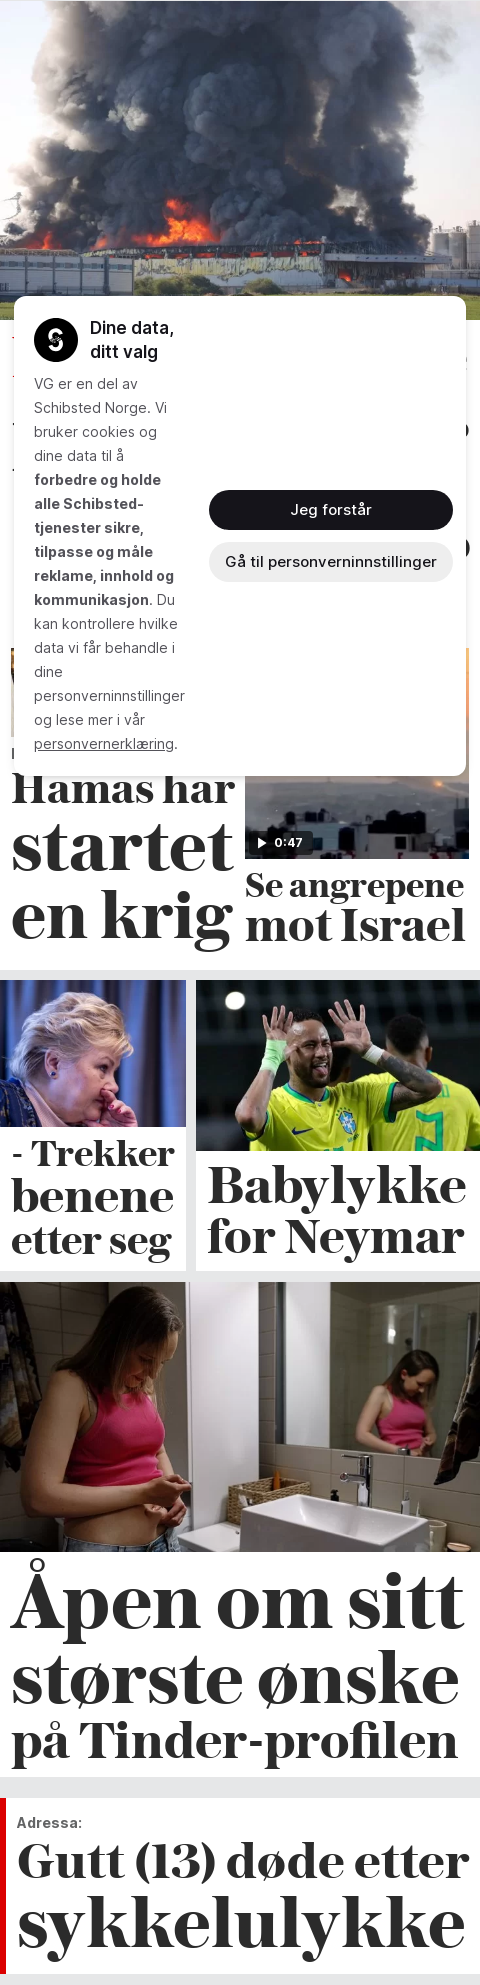 Dine data,
ditt valg
VG er en del av
Schibsted Norge. Vi
bruker cookies og
dine data til å
forbedre og holde
alle Schibsted-
tjenester sikre,
tilpasse og måle
reklame, innhold og
kommunikasjon. Du
kan kontrollere hvilke
data vi får behandle i
dine
personverninnstillinger
og lese mer i vår
personvernerklæring.
Jeg forstår
Gå til personverninnstillinger
Hamas har
startet
en krig
0:47
Se angrepene
mot Israel
- Trekker
benene
etter seg
Babylykke
for Neymar
Åpen om sitt
største ønske
på Tinder-profilen
Adressa:
Gutt (13) døde etter
sykkelulykke